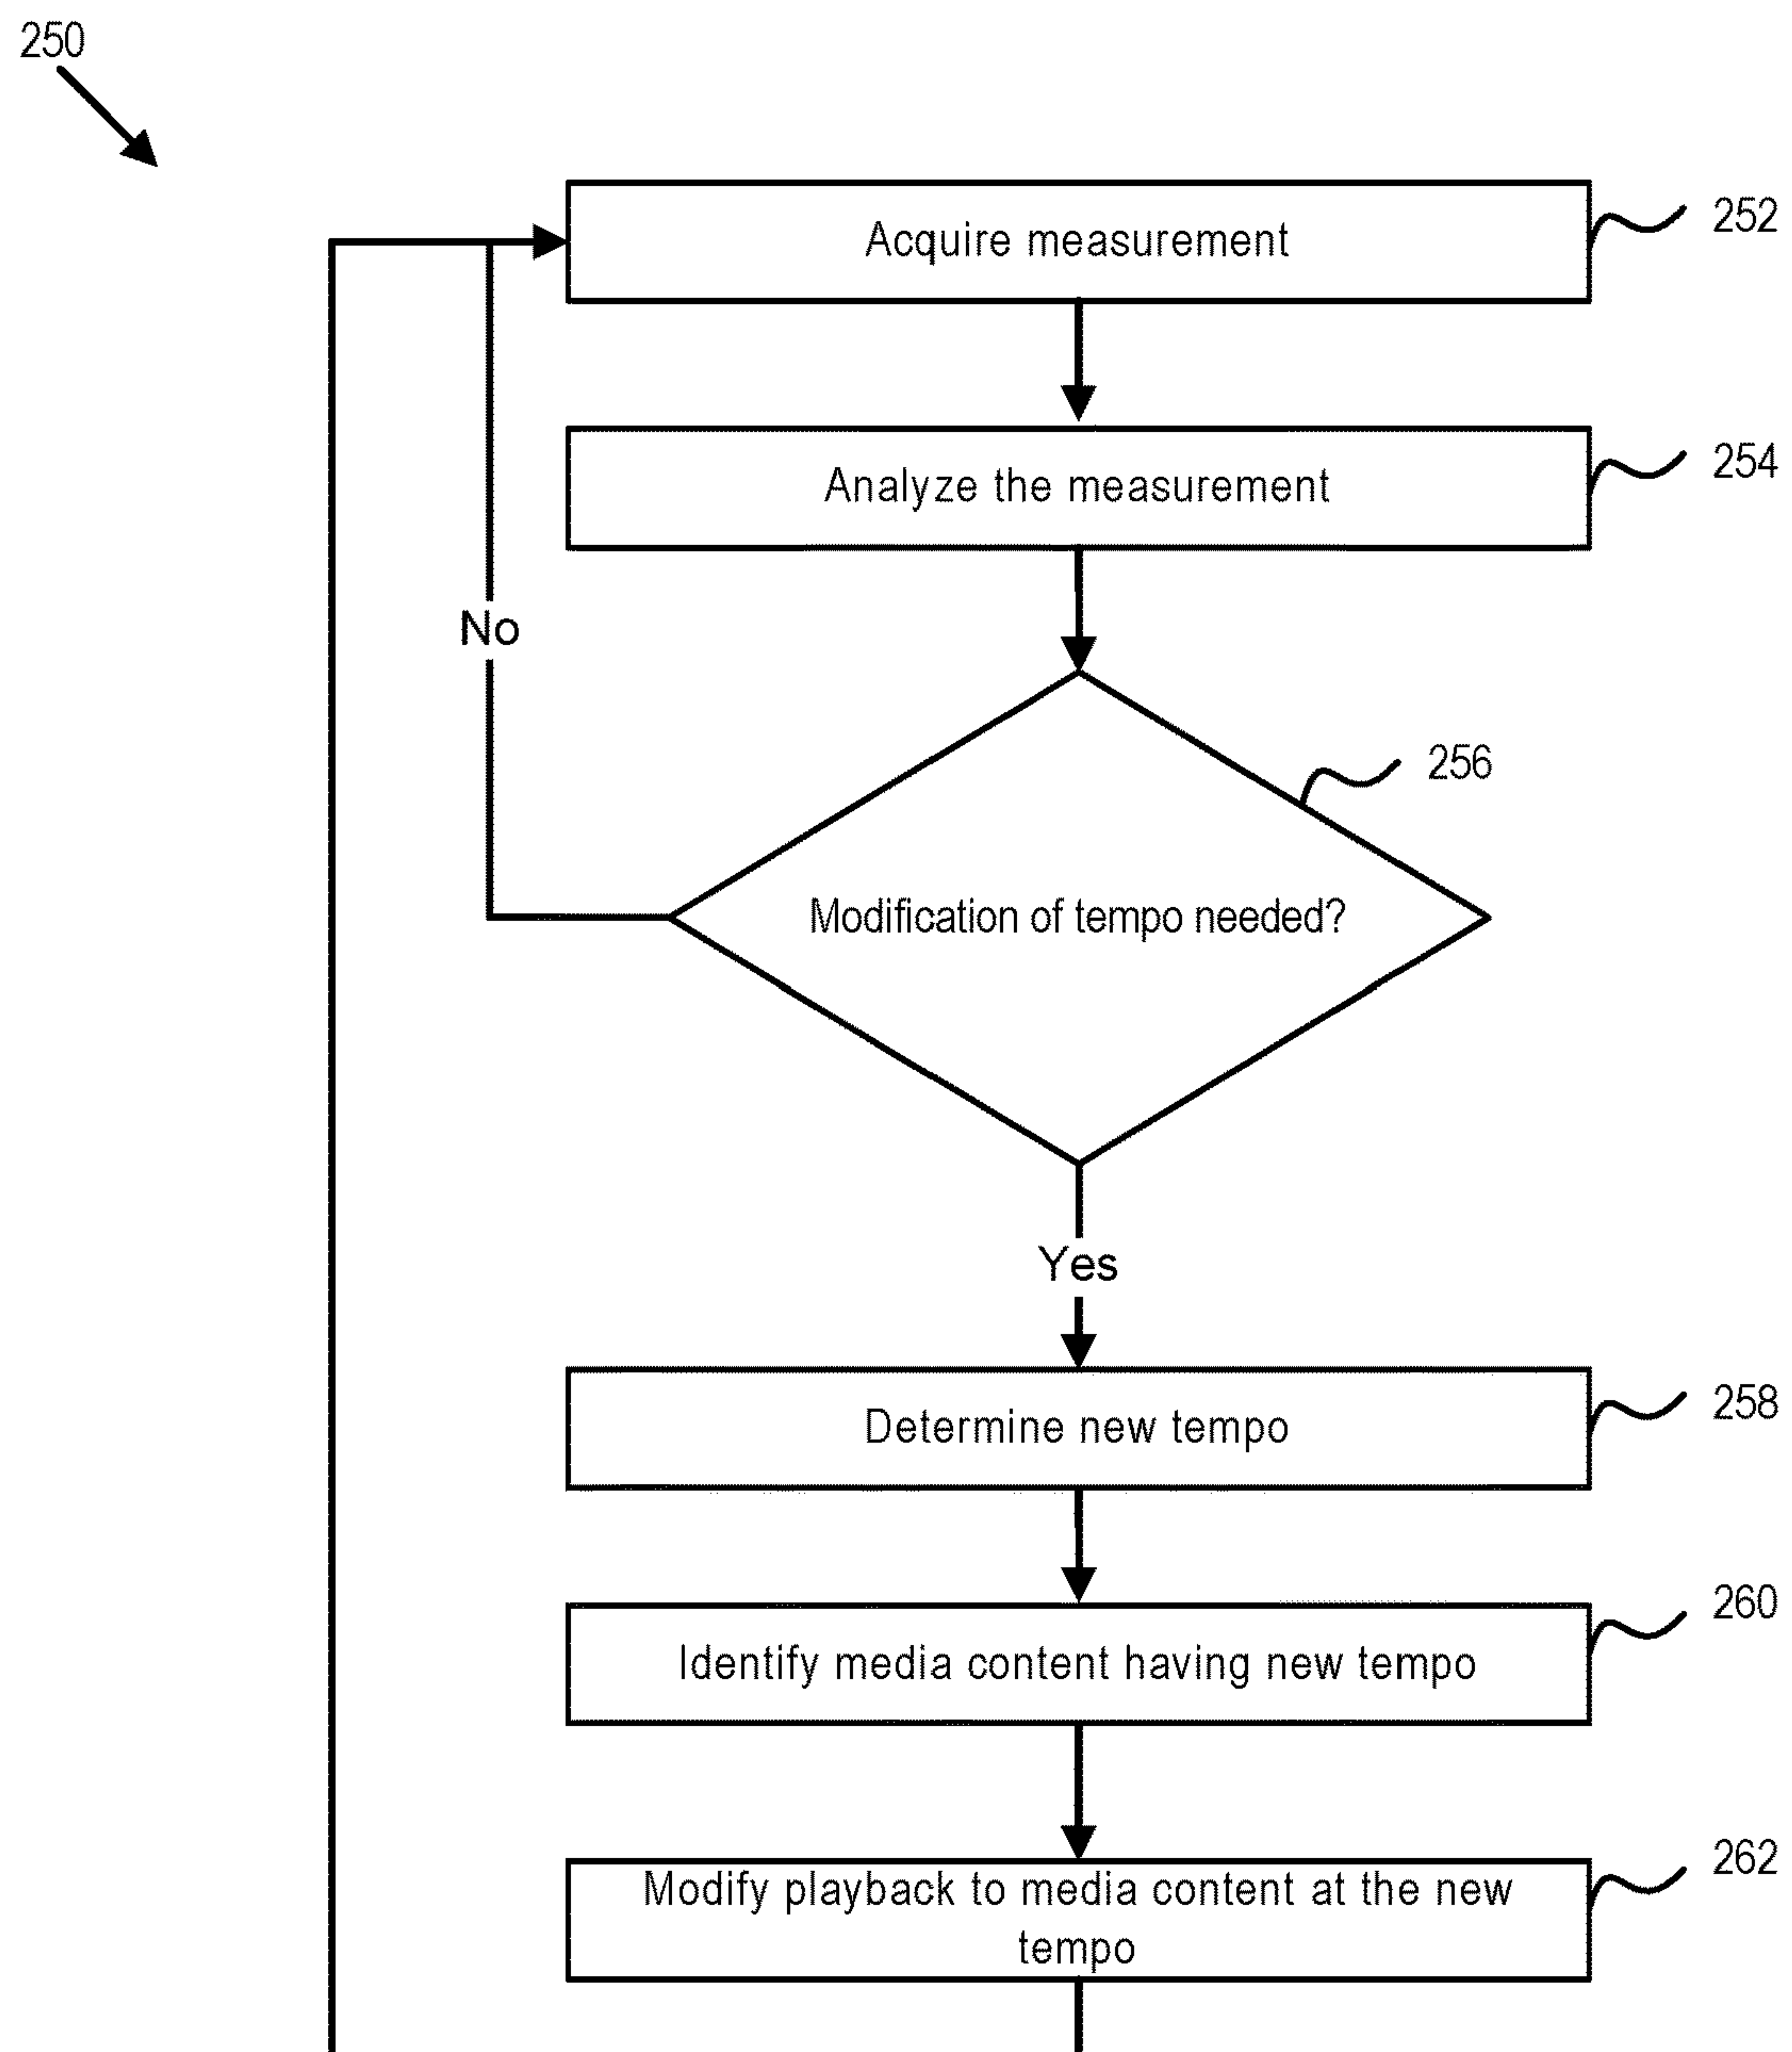 250
Acquire measurement
252
Analyze the measurement
254
No
256
Modification of tempo needed?
Yes
Determine new tempo
258
Identify media content having new tempo
260
Modify playback to media content at the new
tempo
262